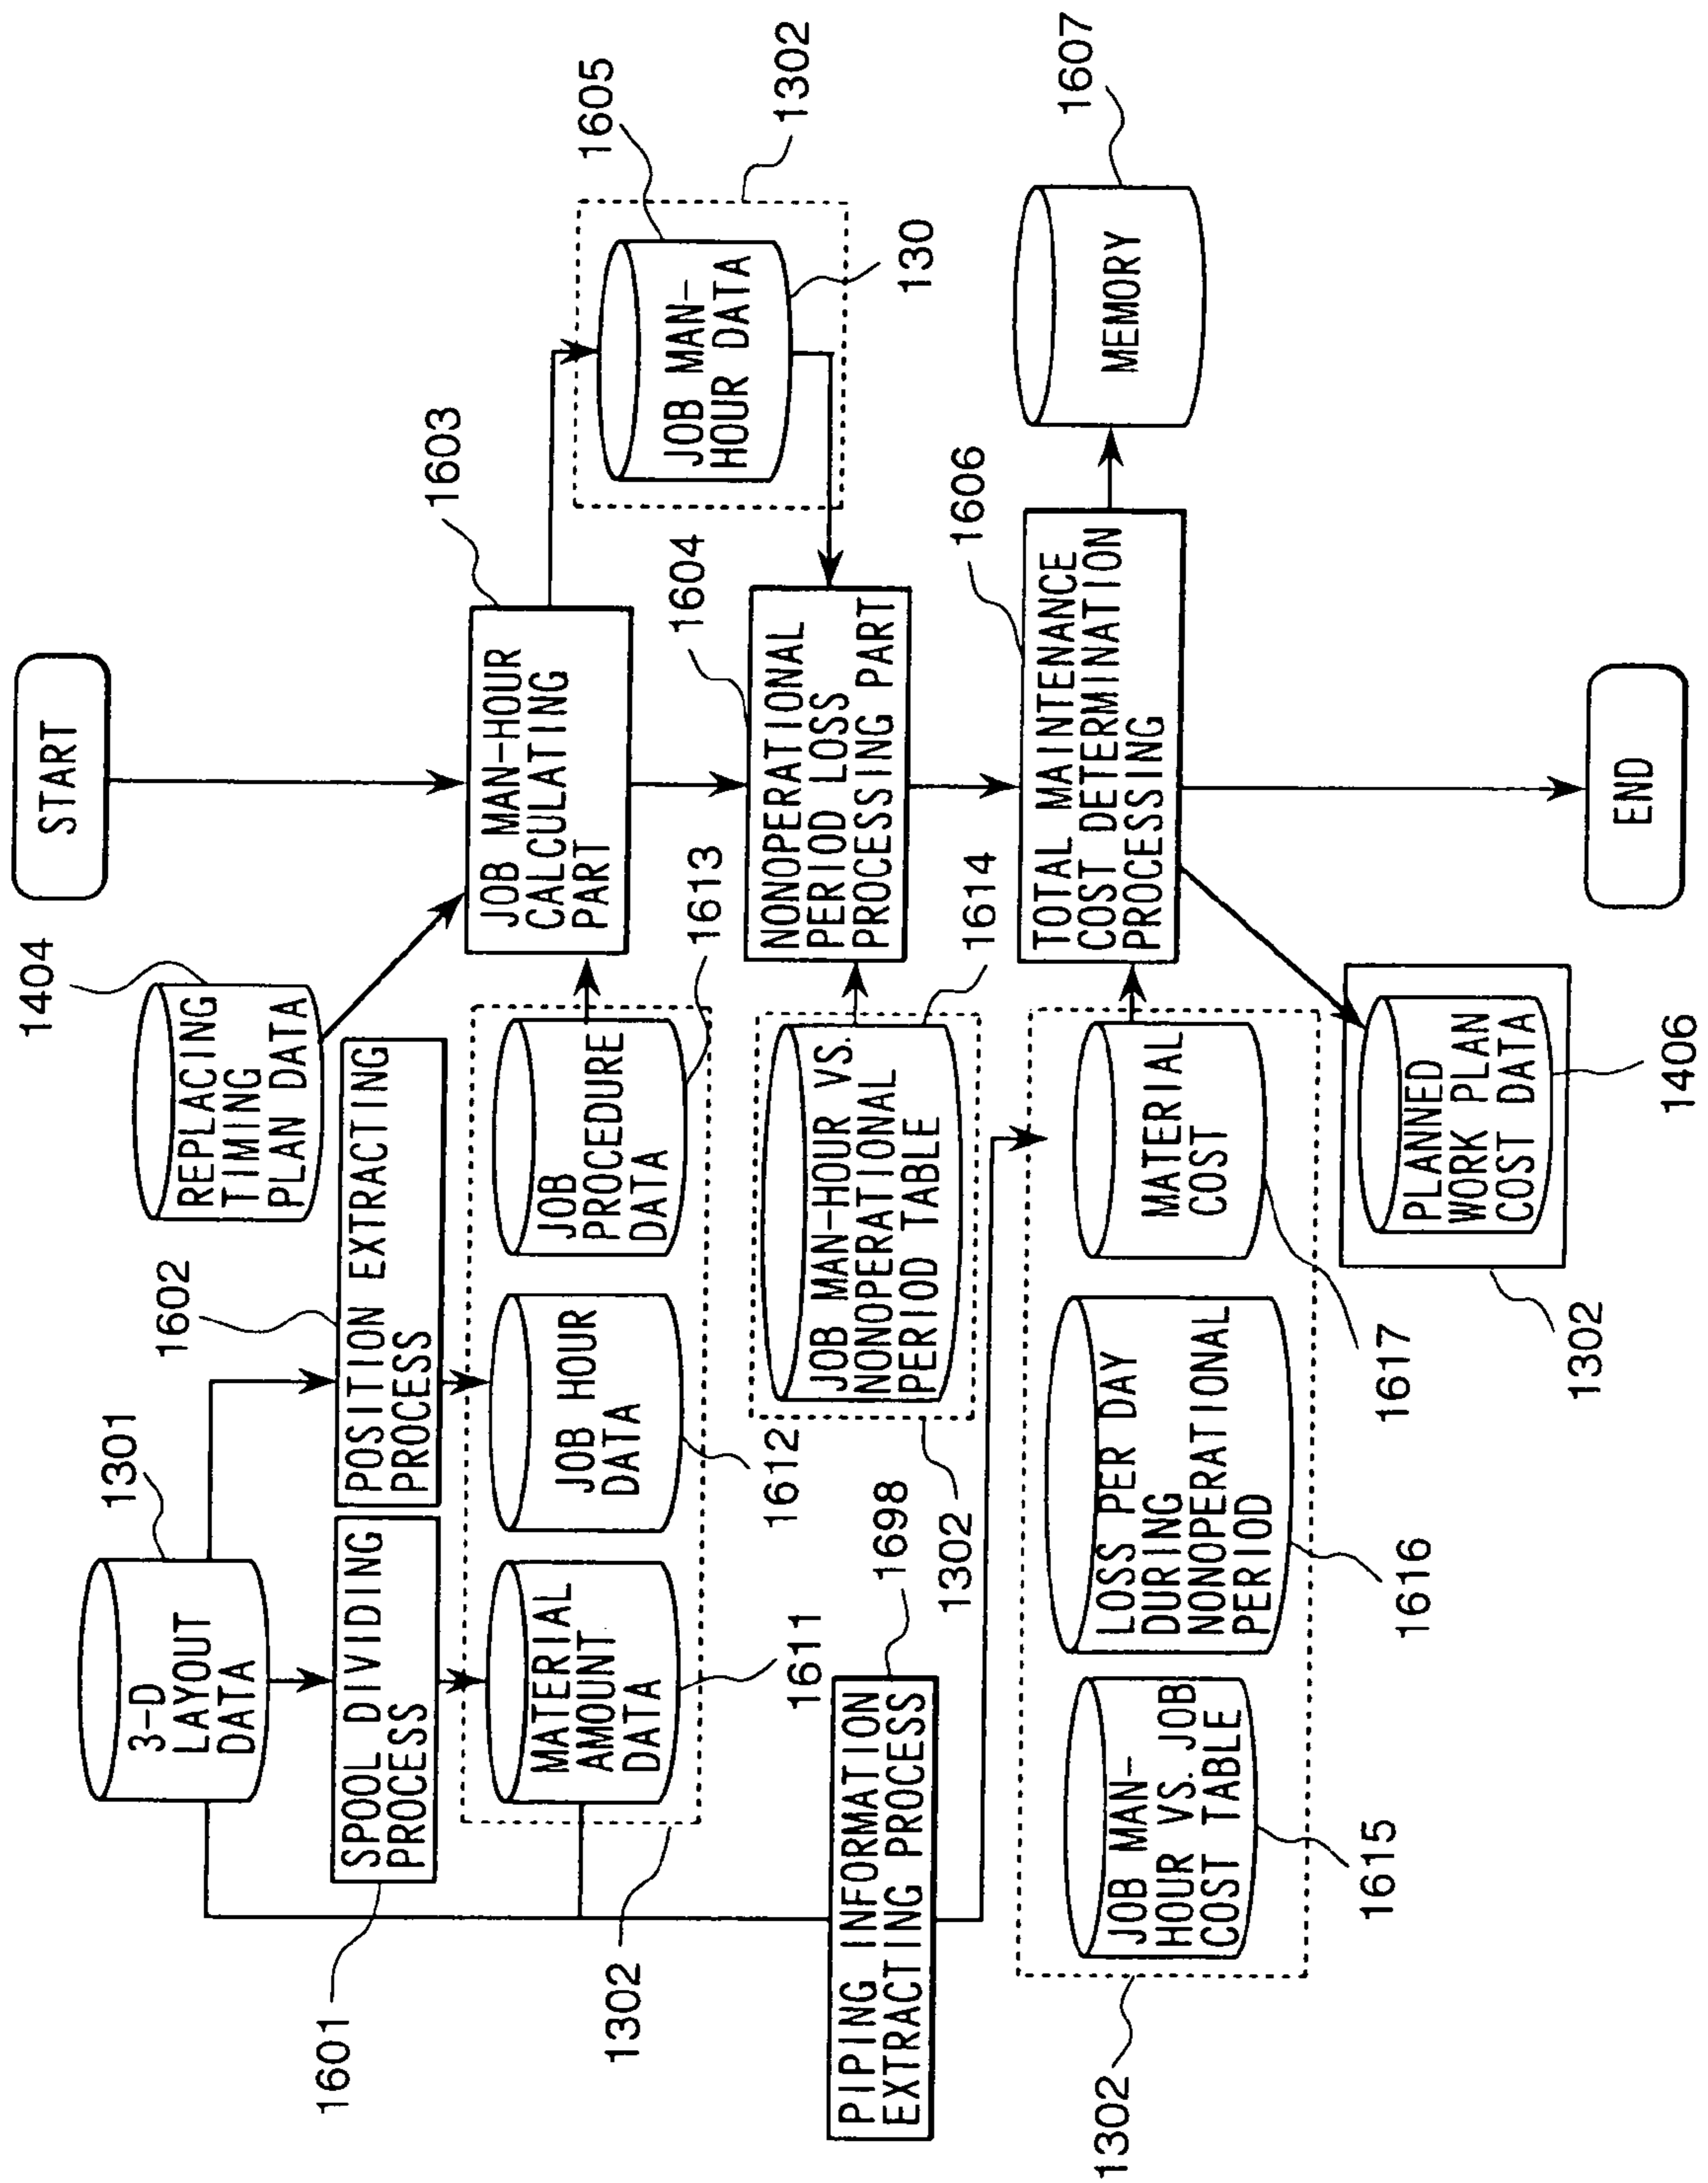 START
1404
REPLACING
TIMING
PLAN DATA
1301
3-D
LAYOUT
DATA
1602
POSITION EXTRACTING
PROCESS
SPOOL DIVIDING
PROCESS
1601
1603
JOB MAN-HOUR
CALCULATING
PART
1605
1302
JOB MAN-
HOUR DATA
130
1613
JOB
PROCEDURE
DATA
JOB HOUR
DATA
1612
MATERIAL
AMOUNT
DATA
1611
1302
1604
NONOPERATIONAL
PERIOD LOSS
PROCESSING PART
1614
JOB MAN-HOUR VS.
NONOPERATIONAL
PERIOD TABLE
1302
1698
PIPING INFORMATION
EXTRACTING PROCESS
1606
TOTAL MAINTENANCE
COST DETERMINATION
PROCESSING
1607
MEMORY
MATERIAL
COST
1617
LOSS PER DAY
DURING
NONOPERATIONAL
PERIOD
1616
JOB MAN-
HOUR VS. JOB
COST TABLE
1615
1302
PLANNED
WORK PLAN
COST DATA
1406
1302
END